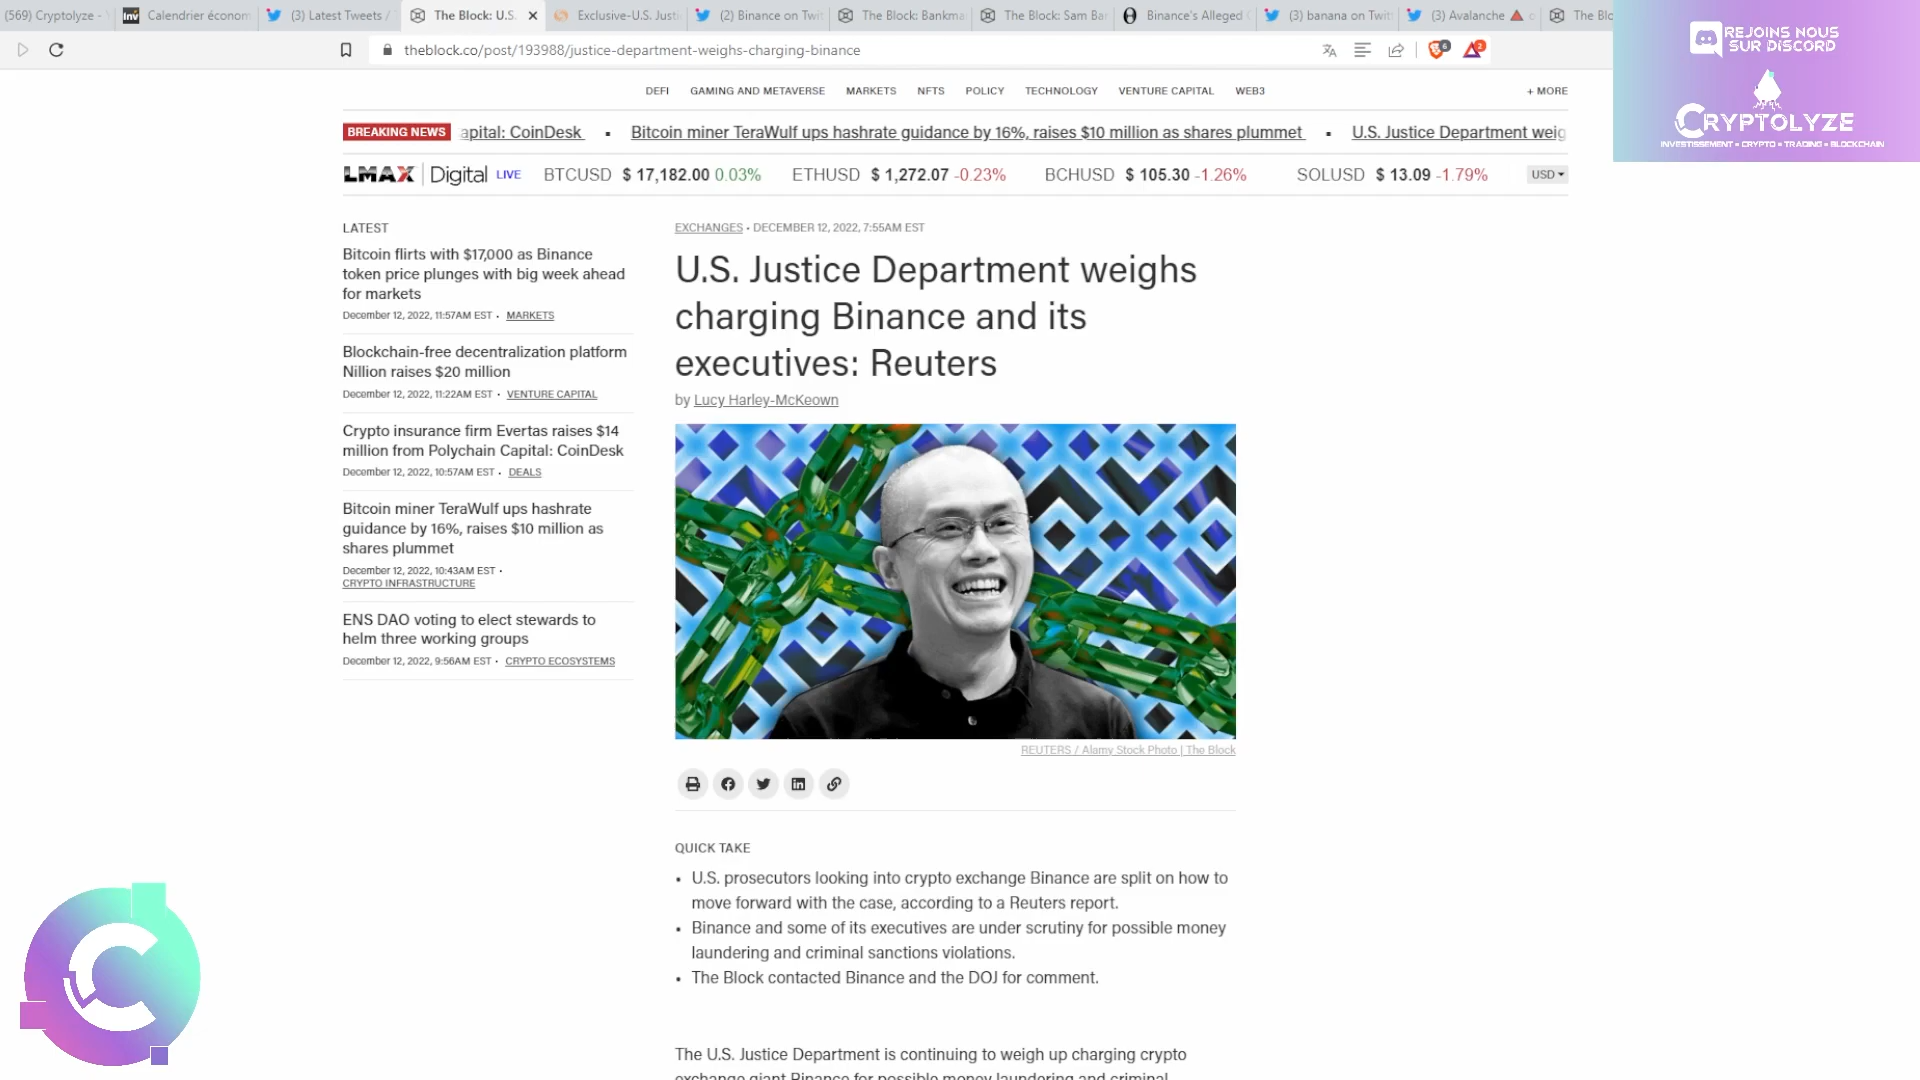 (569) Cryptolyze -
Calendrier économ
(3) Latest Tweets /
The Block: U.S.
Exclusive-U.S. Justi
(2) Binance on Twit
The Block: Bankma
The Block: Sam Ba
Binance's Alleged
(3) banana on Twit
(3) Avalanche
The Blo
theblock.co/post/193988/justice-department-weighs-charging-binance
6
2
REJOINS NOUS
SUR DISCORD
CRYPTOLYZE
INVESTISSEMENT • CRYPTO • TRADING • BLOCKCHAIN
DEFI GAMING AND METAVERSE MARKETS NFTS POLICY TECHNOLOGY VENTURE CAPITAL WEB3 + MORE
BREAKING NEWS apital: CoinDesk ▪ Bitcoin miner TeraWulf ups hashrate guidance by 16%, raises $10 million as shares plummet ▪ U.S. Justice Department weig
LMAX Digital LIVE BTCUSD $ 17,182.00 0.03% ETHUSD $ 1,272.07 -0.23% BCHUSD $ 105.30 -1.26% SOLUSD $ 13.09 -1.79% USD
LATEST
Bitcoin flirts with $17,000 as Binance
token price plunges with big week ahead
for markets
December 12, 2022, 11:57AM EST • MARKETS
Blockchain-free decentralization platform
Nillion raises $20 million
December 12, 2022, 11:22AM EST • VENTURE CAPITAL
Crypto insurance firm Evertas raises $14
million from Polychain Capital: CoinDesk
December 12, 2022, 10:57AM EST • DEALS
Bitcoin miner TeraWulf ups hashrate
guidance by 16%, raises $10 million as
shares plummet
December 12, 2022, 10:43AM EST •
CRYPTO INFRASTRUCTURE
ENS DAO voting to elect stewards to
helm three working groups
December 12, 2022, 9:56AM EST • CRYPTO ECOSYSTEMS
EXCHANGES • DECEMBER 12, 2022, 7:55AM EST
U.S. Justice Department weighs
charging Binance and its
executives: Reuters
by Lucy Harley-McKeown
REUTERS / Alamy Stock Photo | The Block
QUICK TAKE
• U.S. prosecutors looking into crypto exchange Binance are split on how to
move forward with the case, according to a Reuters report.
• Binance and some of its executives are under scrutiny for possible money
laundering and criminal sanctions violations.
• The Block contacted Binance and the DOJ for comment.
The U.S. Justice Department is continuing to weigh up charging crypto
exchange giant Binance for possible money laundering and criminal